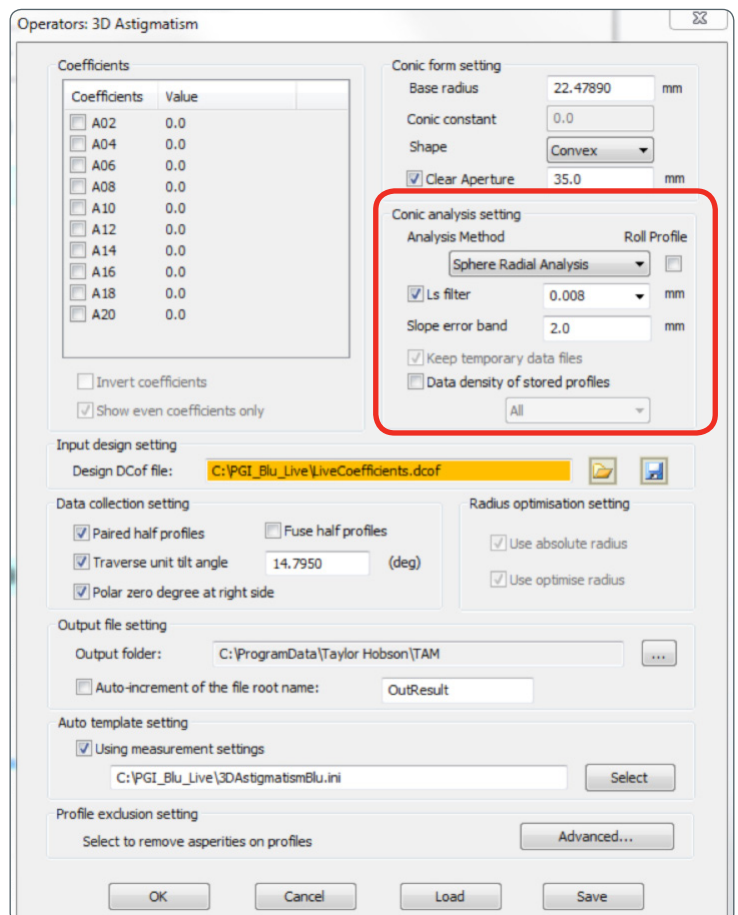 Operators: 3D Astigmatism
Coefficients
Coefficients Value
A02 0.0
A04 0.0
A06 0.0
A08 0.0
A10 0.0
A12 0.0
A14 0.0
A16 0.0
A18 0.0
A20 0.0
Invert coefficients
Show even coefficients only
Conic form setting
Base radius 22.47890 mm
Conic constant 0.0
Shape Convex
Clear Aperture 35.0 mm
Conic analysis setting
Analysis Method Roll Profile
Sphere Radial Analysis
Ls filter 0.008 mm
Slope error band 2.0 mm
Keep temporary data files
Data density of stored profiles
All
Input design setting
Design DCof file: C:\PGI_Blu_Live\LiveCoefficients.dcof
Data collection setting
Paired half profiles Fuse half profiles
Traverse unit tilt angle 14.7950 (deg)
Polar zero degree at right side
Radius optimisation setting
Use absolute radius
Use optimise radius
Output file setting
Output folder: C:\ProgramData\Taylor Hobson\TAM ...
Auto-increment of the file root name: OutResult
Auto template setting
Using measurement settings
C:\PGI_Blu_Live\3DAstigmatismBlu.ini Select
Profile exclusion setting
Select to remove asperities on profiles Advanced...
OK Cancel Load Save